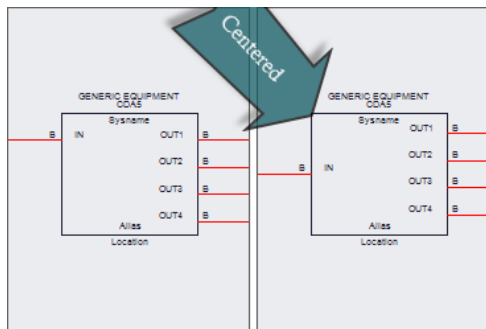 Centered
GENERIC EQUIPMENT
CDA5
Sysname
B IN OUT1 B
OUT2 B
OUT3 B
OUT4 B
Alias
Location
GENERIC EQUIPMENT
CDA5
Sysname
OUT1 B
OUT2 B
B IN
OUT3 B
OUT4 B
Alias
Location